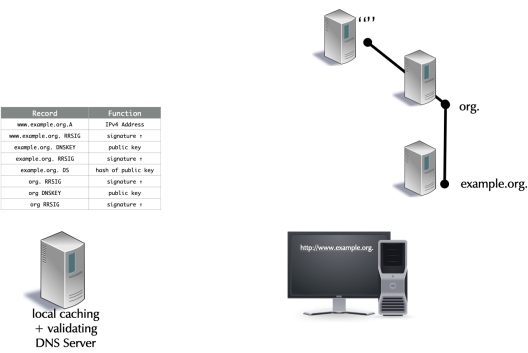 “”
org.
example.org.
Record Function
www.example.org.A IPv4 Address
www.example.org. RRSIG signature ↑
example.org. DNSKEY public key
example.org. RRSIG signature ↑
example.org. DS hash of public key
org. RRSIG signature ↑
org DNSKEY public key
org RRSIG signature ↑
http://www.example.org.
local caching
+ validating
DNS Server